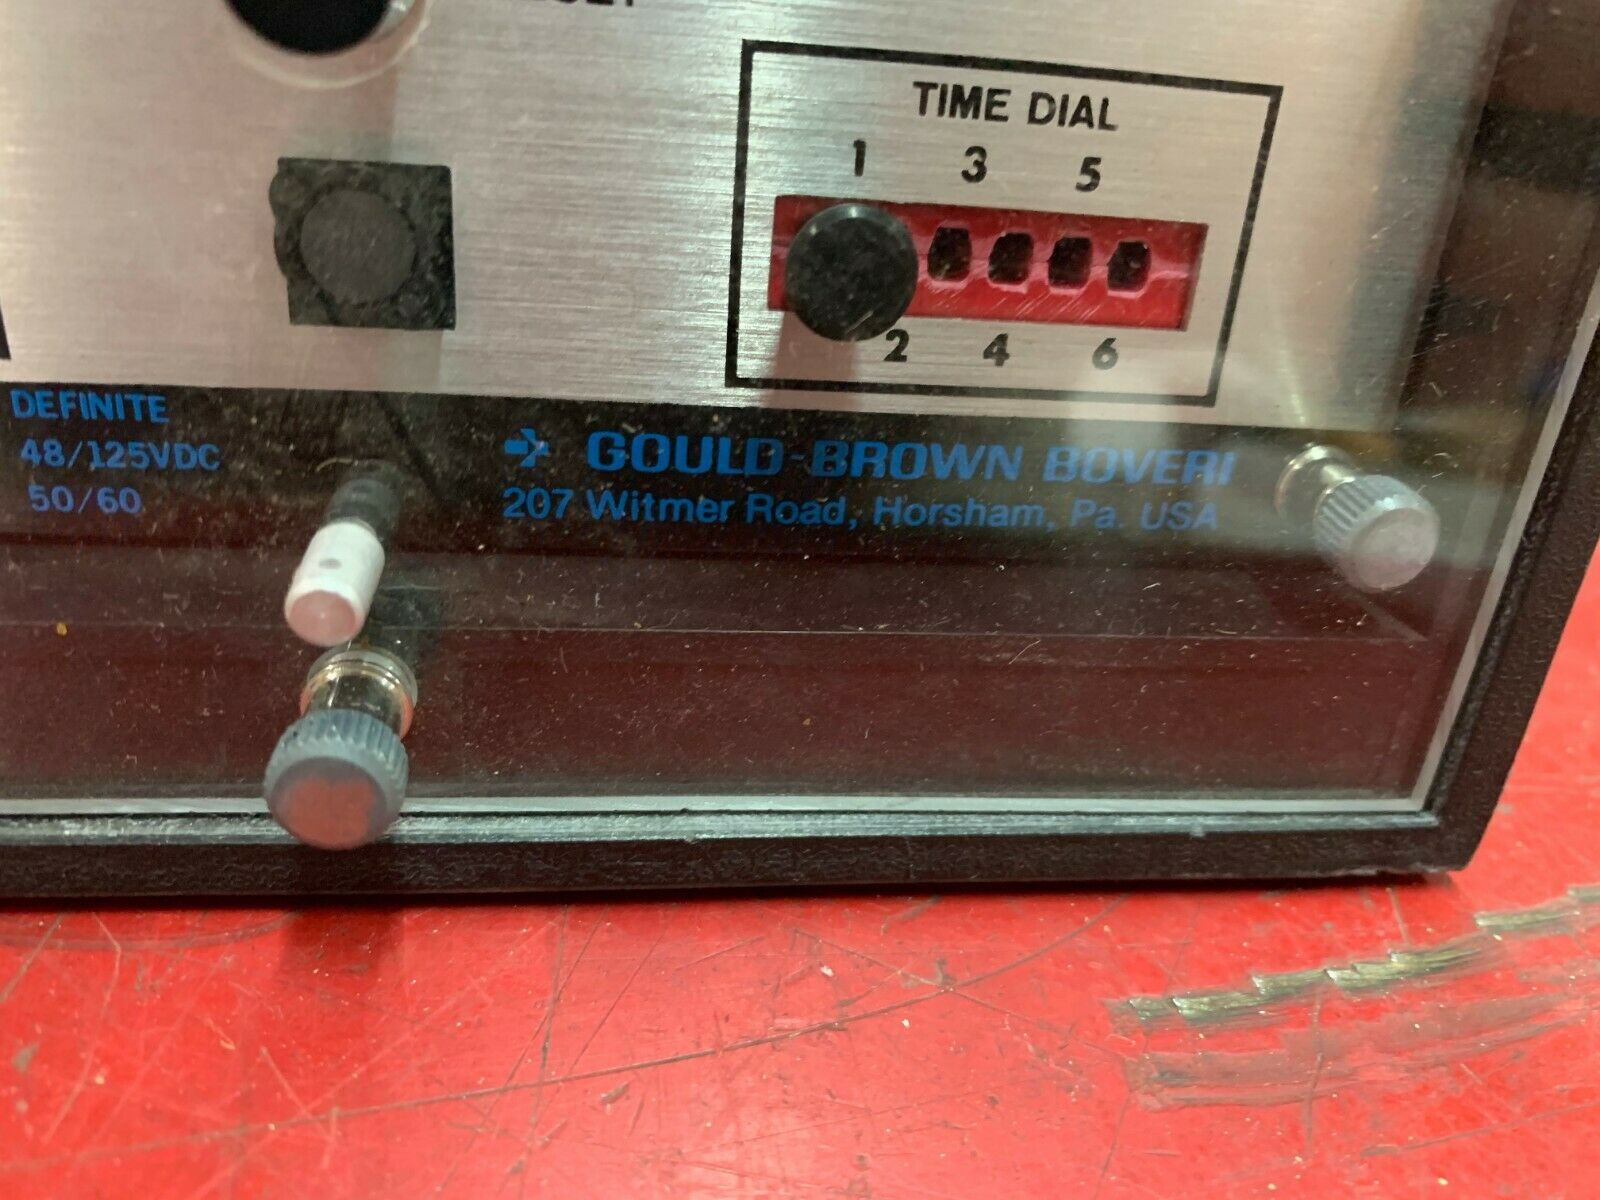 TIME DIAL
1 3 5
2 4 6
DEFINITE
48/125VDC
50/60
GOULD-BROWN BOVERI
207 Witmer Road, Horsham, Pa. USA